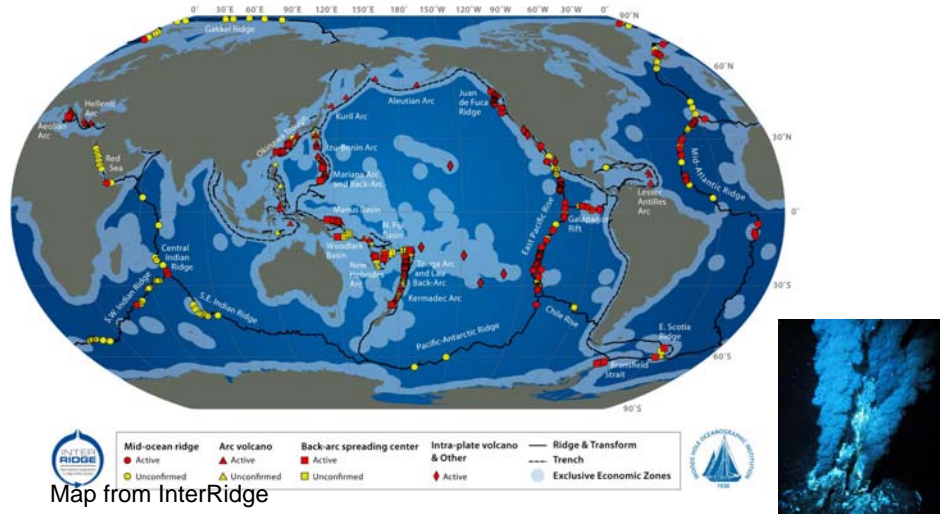 0° 30° 60° 90° 120° 150° 180° 150° 120° 90° 60° 30° 0°
90°N
Gakkel Ridge
60°N
Hellenic
Arc
Aeolian
Arc
Aleutian Arc
Kuril Arc
Juan
de Fuca
Ridge
30°N
Okinawa Trough
Izu-Bonin Arc
Red
Sea
Mariana Arc
and Back-Arc
Mid-Atlantic Ridge
Lesser
Antilles
Arc
Manus Basin
N. Fiji
Basin
0°
Galapagos
Rift
East Pacific Rise
Woodlark
Basin
Central
Indian
Ridge
New
Hebrides
Arc
Tonga Arc
and Lau
Back-Arc
30°S
S.W. Indian Ridge
S.E. Indian Ridge
Kermadec Arc
Chile Rise
Pacific-Antarctic Ridge
E. Scotia
Ridge
60°S
Bransfield
Strait
90°S
INTER
RIDGE
Mid-ocean ridge
Active
Unconfirmed
Arc volcano
Active
Unconfirmed
Back-arc spreading center
Active
Unconfirmed
Intra-plate volcano
& Other
Active
Ridge & Transform
Trench
Exclusive Economic Zones
WOODS HOLE OCEANOGRAPHIC INSTITUTION
1930
Map from InterRidge